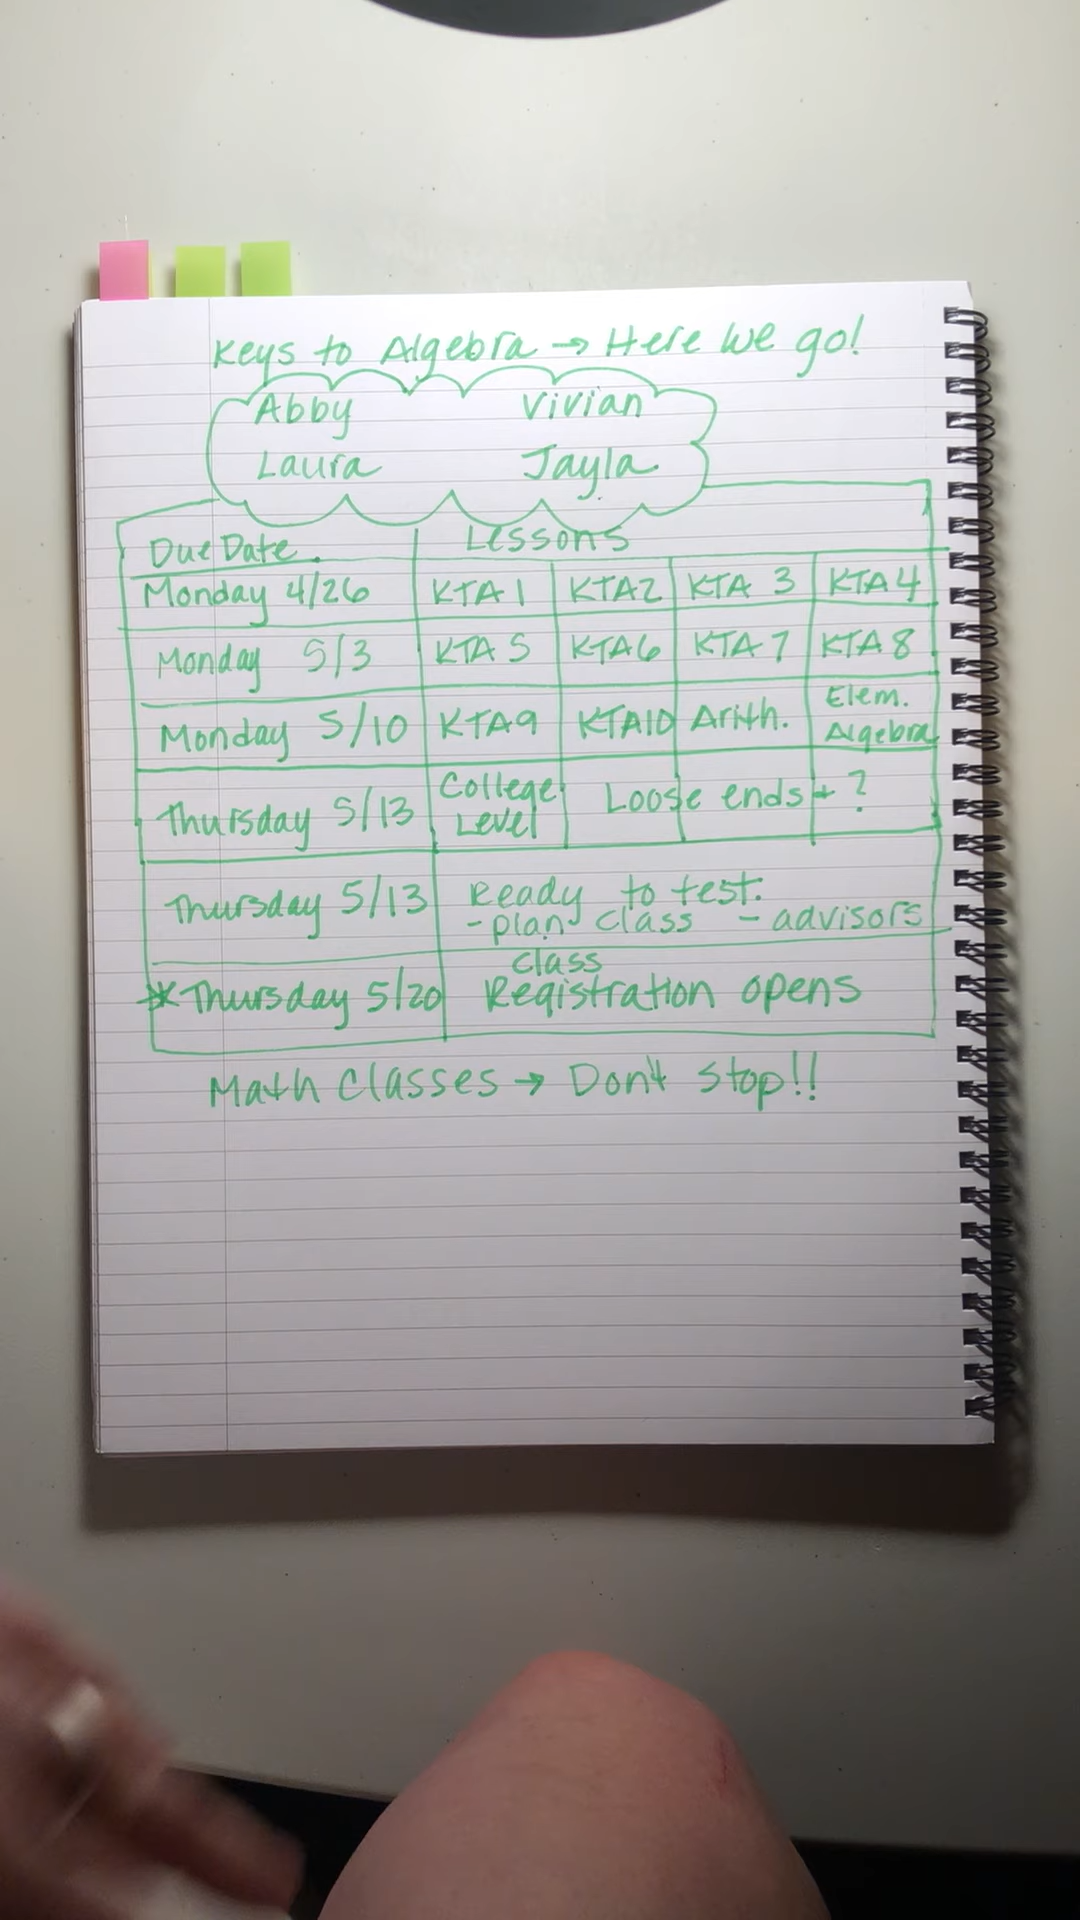 Keys to Algebra → Here we go!
Abby Vivian
Laura Jayla
Due Date Lessons
Monday 4/26 KTA 1 KTA2 KTA 3 KTA 4
Monday 5/3 KTA 5 KTA6 KTA 7 KTA 8
Monday 5/10 KTA9 KTA10 Arith. Elem. Algebra
Thursday 5/13 College Level Loose ends + ?
Thursday 5/13 Ready to test.
- plan class - advisors
class
* Thursday 5/20 Registration opens
Math Classes → Don't stop!!